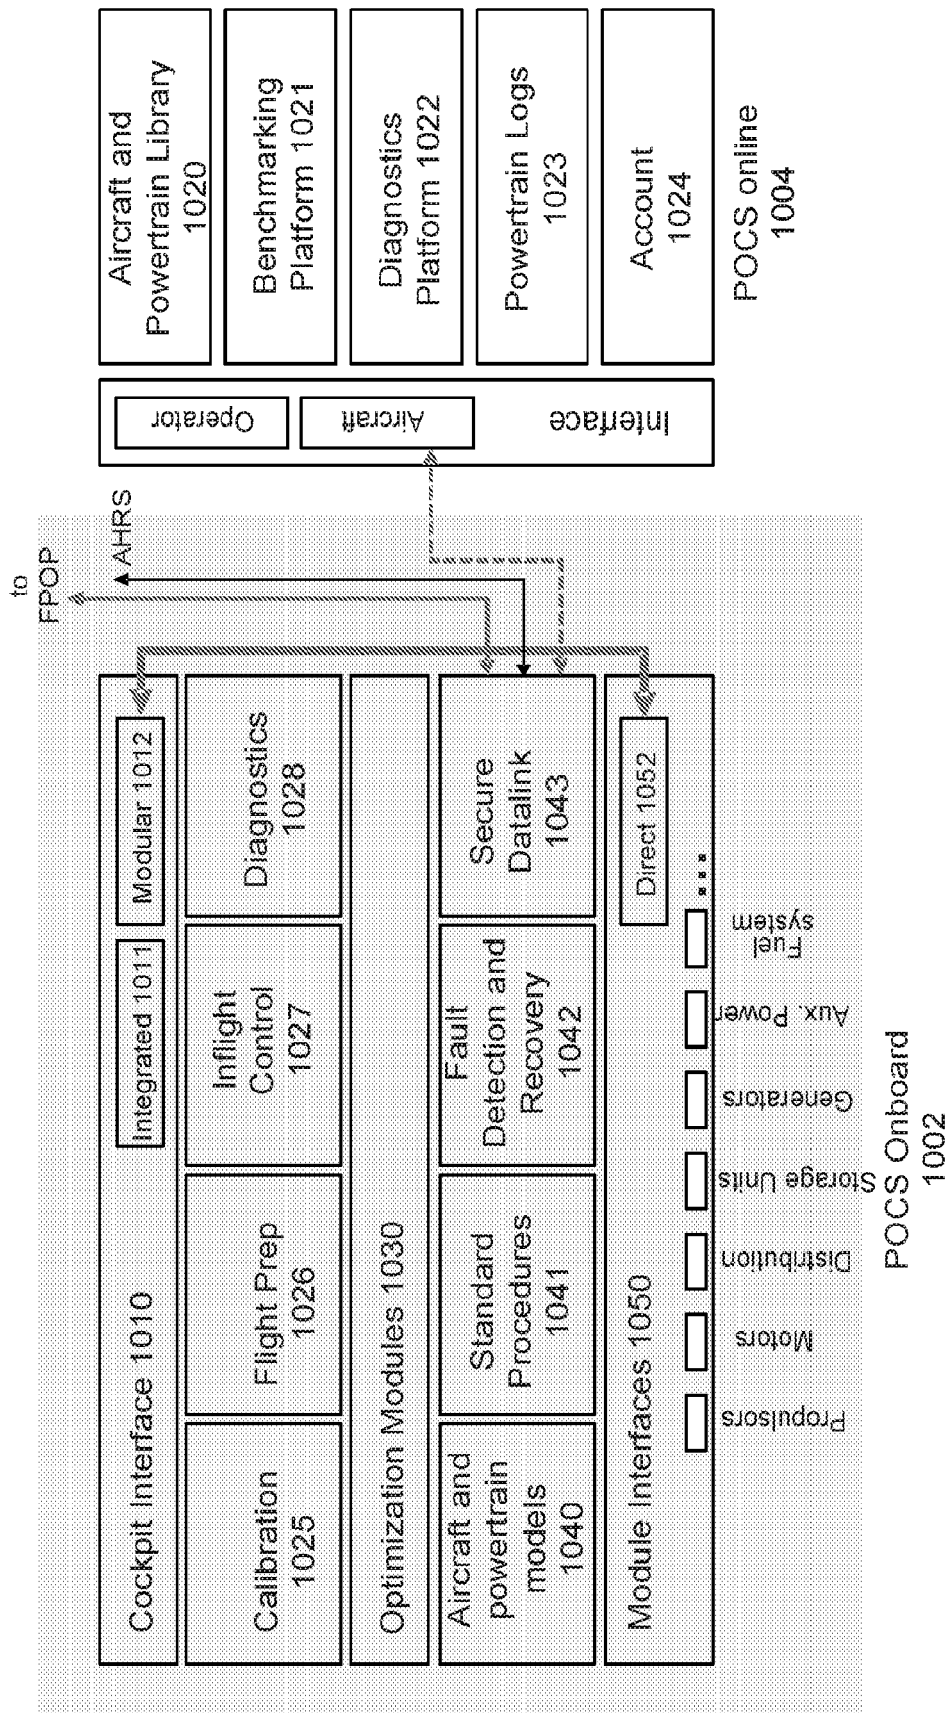 to
FPOP
AHRS
Cockpit Interface 1010
Integrated 1011
Modular 1012
Calibration
1025
Flight Prep
1026
Inflight
Control
1027
Diagnostics
1028
Optimization Modules 1030
Aircraft and
powertrain
models
1040
Standard
Procedures
1041
Fault
Detection and
Recovery
1042
Secure
Datalink
1043
Module Interfaces 1050
Direct 1052
Propulsors
Motors
Distribution
Storage Units
Generators
Aux. Power
Fuel
system
...
POCS Onboard
1002
Operator
Aircraft
Interface
Aircraft and
Powertrain Library
1020
Benchmarking
Platform 1021
Diagnostics
Platform 1022
Powertrain Logs
1023
Account
1024
POCS online
1004